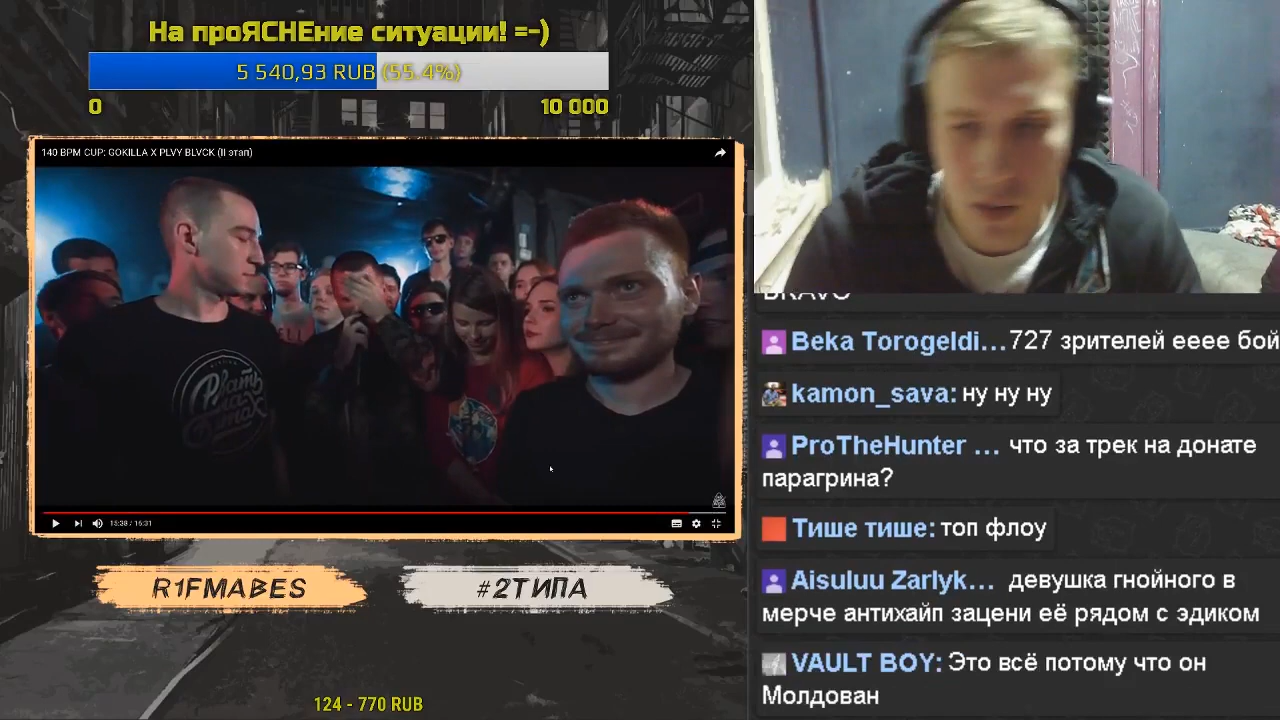 На проЯСНЕние ситуации! =-)
5 540,93 RUB (55.4%)
0
10 000
140 BPM CUP: GOKILLA X PLVY BLVCK (II этап)
15:38 / 16:31
R1FMABES
#2ТИПА
124 - 770 RUB
BRAVO
Beka Torogeldi... 727 зрителей ееее бой
kamon_sava: ну ну ну
ProTheHunter ... что за трек на донате
парагрина?
Тише тише: топ флоу
Aisuluu Zarlyk... девушка гнойного в
мерче антихайп зацени её рядом с эдиком
VAULT BOY: Это всё потому что он
Молдован